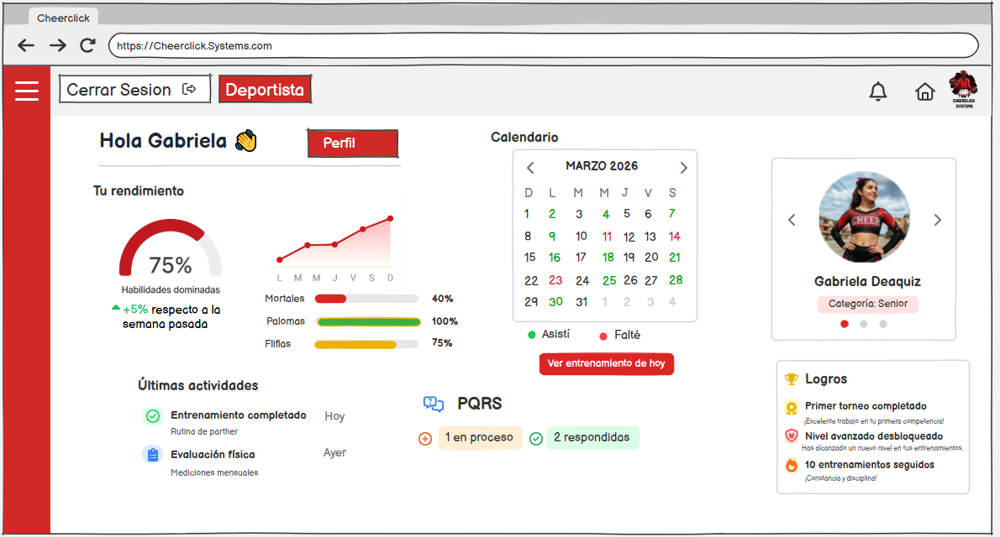 Cheerclick
https://Cheerclick.Systems.com
Cerrar Sesion
Deportista
CHEERCLICK
SYSTEMS
Hola Gabriela
Perfil
Tu rendimiento
75%
Habilidades dominadas
+5% respecto a la
semana pasada
L M M J V S D
Mortales 40%
Palomas 100%
Fliflas 75%
Calendario
MARZO 2026
D L M M J V S
1 2 3 4 5 6 7
8 9 10 11 12 13 14
15 16 17 18 19 20 21
22 23 24 25 26 27 28
29 30 31 1 2 3 4
Asistí Falté
Ver entrenamiento de hoy
CHEER
Gabriela Deaquiz
Categoría: Senior
Últimas actividades
Entrenamiento completado Hoy
Rutina de parther
Evaluación física Ayer
Mediciones mensuales
PQRS
1 en proceso
2 respondidas
Logros
Primer torneo completado
¡Excelente trabajo en tu primera competencia!
Nivel avanzado desbloqueado
Has alcanzado un nuevo nivel en tus entrenamientos.
10 entrenamientos seguidos
¡Constancia y disciplina!